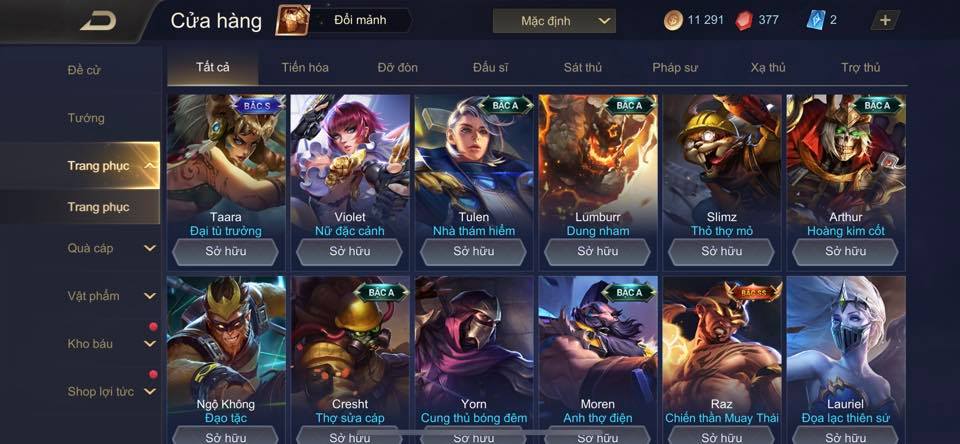 Cửa hàng
Đổi mảnh
Mặc định
11 291
377
2
Đề cử
Tướng
Trang phục
Trang phục
Quà cáp
Vật phẩm
Kho báu
Shop lợi tức
Tất cả
Tiến hóa
Đỡ đòn
Đấu sĩ
Sát thủ
Pháp sư
Xạ thủ
Trợ thủ
BẬC S
Taara
Đại tù trưởng
Sở hữu
Violet
Nữ đặc cảnh
Sở hữu
BẬC A
Tulen
Nhà thám hiểm
Sở hữu
BẬC A
Lumburr
Dung nham
Sở hữu
Slimz
Thỏ thợ mỏ
Sở hữu
BẬC A
Arthur
Hoàng kim cốt
Sở hữu
Ngộ Không
Đạo tặc
Sở hữu
BẬC A
Cresht
Thợ sửa cáp
Sở hữu
Yorn
Cung thủ bóng đêm
Sở hữu
BẬC A
Moren
Anh thợ điện
Sở hữu
BẬC SS
Raz
Chiến thần Muay Thái
Sở hữu
Lauriel
Đọa lạc thiên sứ
Sở hữu